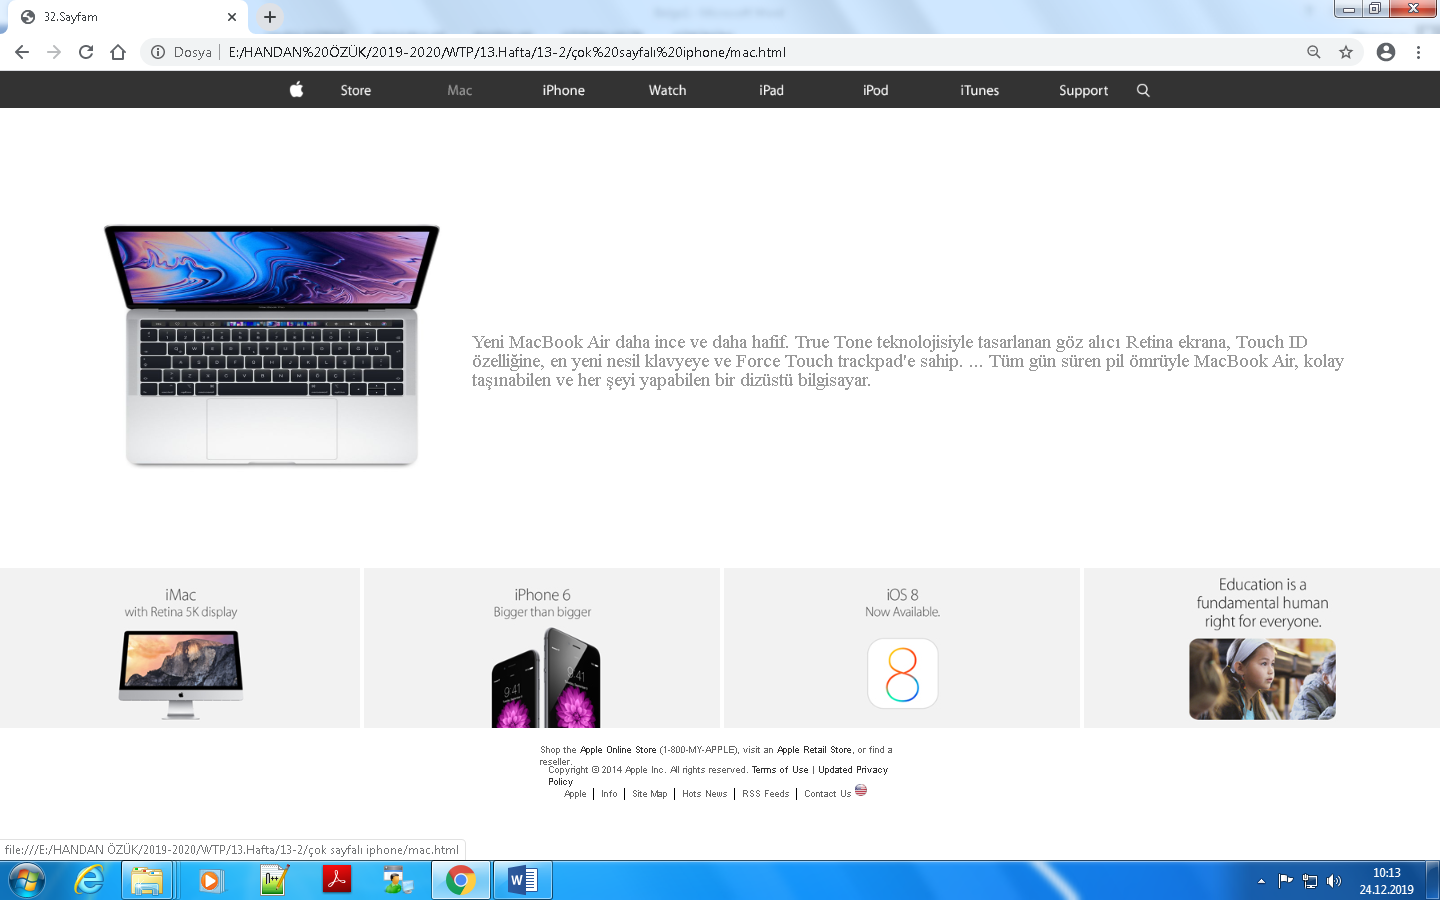 32.Sayfam
Dosya E:/HANDAN%20ÖZÜK/2019-2020/WTP/13.Hafta/13-2/çok%20sayfalı%20iphone/mac.html
Store Mac iPhone Watch iPad iPod iTunes Support
Yeni MacBook Air daha ince ve daha hafif. True Tone teknolojisiyle tasarlanan göz alıcı Retina ekrana, Touch ID
özelliğine, en yeni nesil klavyeye ve Force Touch trackpad'e sahip. ... Tüm gün süren pil ömrüyle MacBook Air, kolay
taşınabilen ve her şeyi yapabilen bir dizüstü bilgisayar.
iMac
with Retina 5K display
iPhone 6
Bigger than bigger
9:41
9:41
iOS 8
Now Available.
8
Education is a
fundamental human
right for everyone.
Shop the Apple Online Store (1-800-MY-APPLE), visit an Apple Retail Store, or find a
reseller.
Copyright © 2014 Apple Inc. All rights reserved. Terms of Use | Updated Privacy
Policy
Apple | Info | Site Map | Hots News | RSS Feeds | Contact Us
file:///E:/HANDAN ÖZÜK/2019-2020/WTP/13.Hafta/13-2/çok sayfalı iphone/mac.html
10:13
24.12.2019